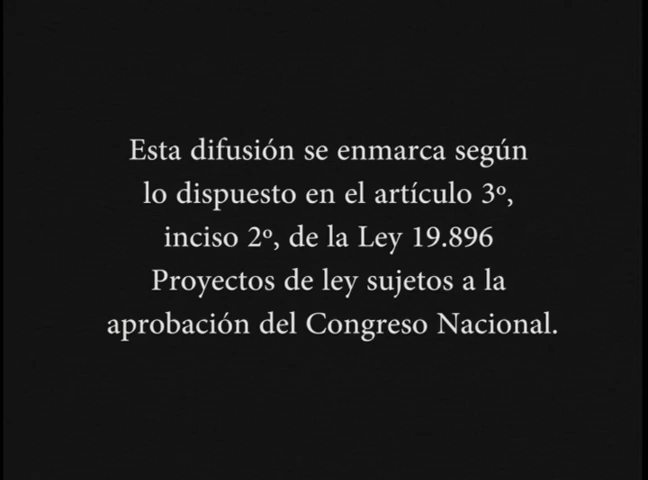 Esta difusión se enmarca según
lo dispuesto en el artículo 3º,
inciso 2º, de la Ley 19.896
Proyectos de ley sujetos a la
aprobación del Congreso Nacional.